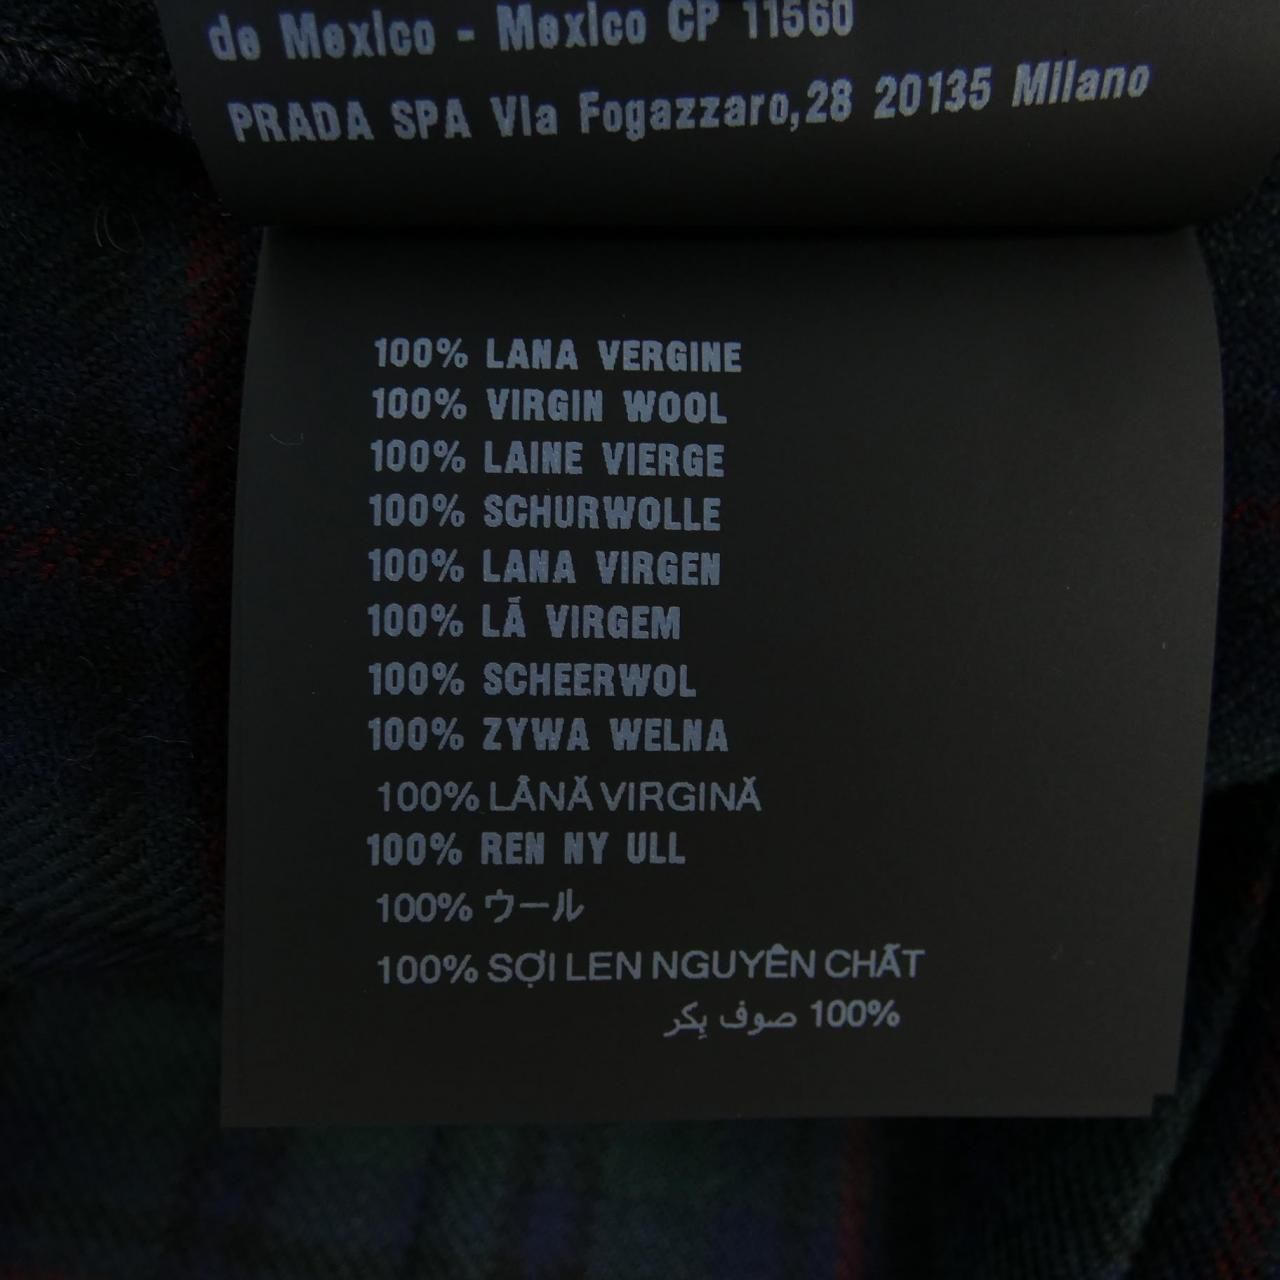 de Mexico - Mexico CP 11560
PRADA SPA Via Fogazzaro,28 20135 Milano
100% LANA VERGINE
100% VIRGIN WOOL
100% LAINE VIERGE
100% SCHURWOLLE
100% LANA VIRGEN
100% LÃ VIRGEM
100% SCHEERWOL
100% ZYWA WELNA
100% LÂNĂ VIRGINĂ
100% REN NY ULL
100% ウール
100% SỢI LEN NGUYÊN CHẤT
100% صوف بِكر